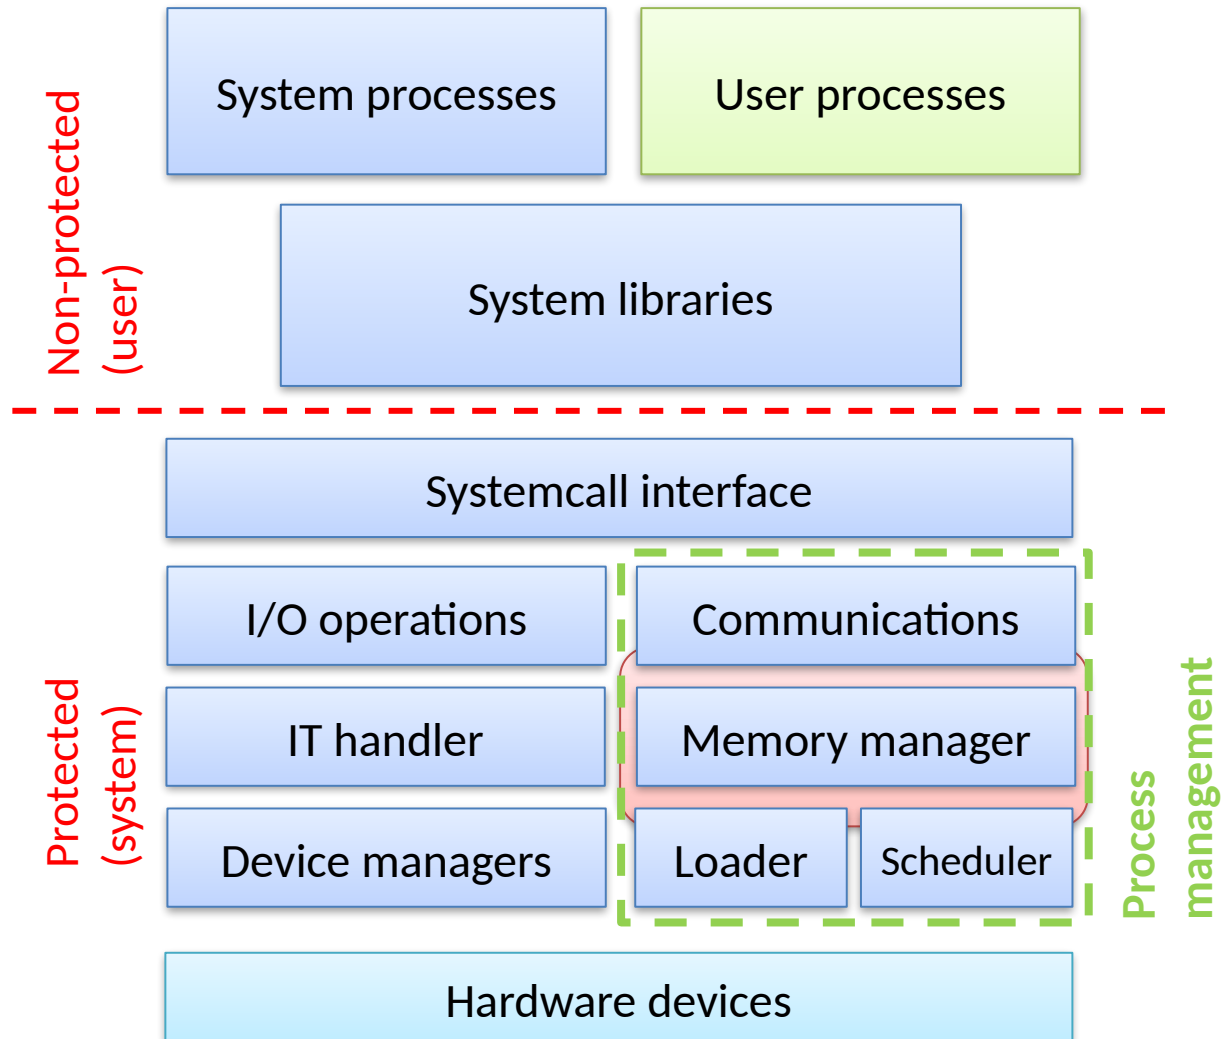 System processes
User processes
Non-protected
(user)
System libraries
Systemcall interface
I/O operations
Communications
Protected
(system)
IT handler
Memory manager
Process
management
Device managers
Loader
Scheduler
Hardware devices